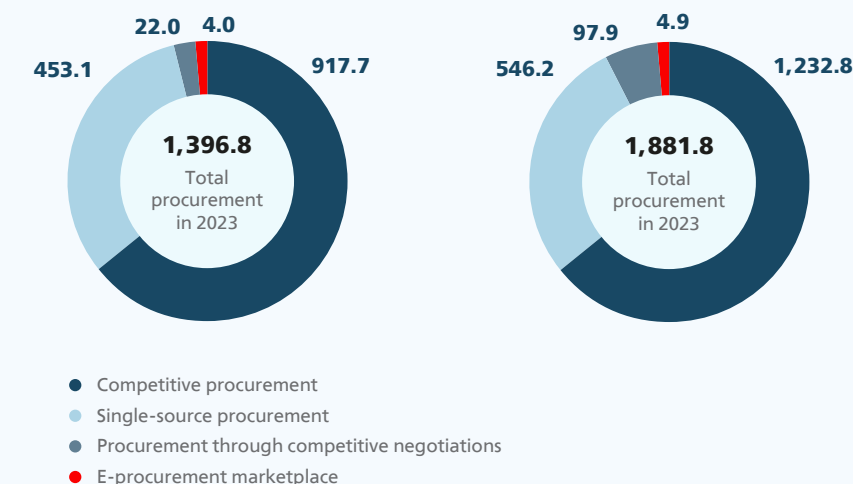 22.0
4.0
453.1
917.7
1,396.8
Total
procurement
in 2023
97.9
4.9
546.2
1,232.8
1,881.8
Total
procurement
in 2023
Competitive procurement
Single-source procurement
Procurement through competitive negotiations
E-procurement marketplace